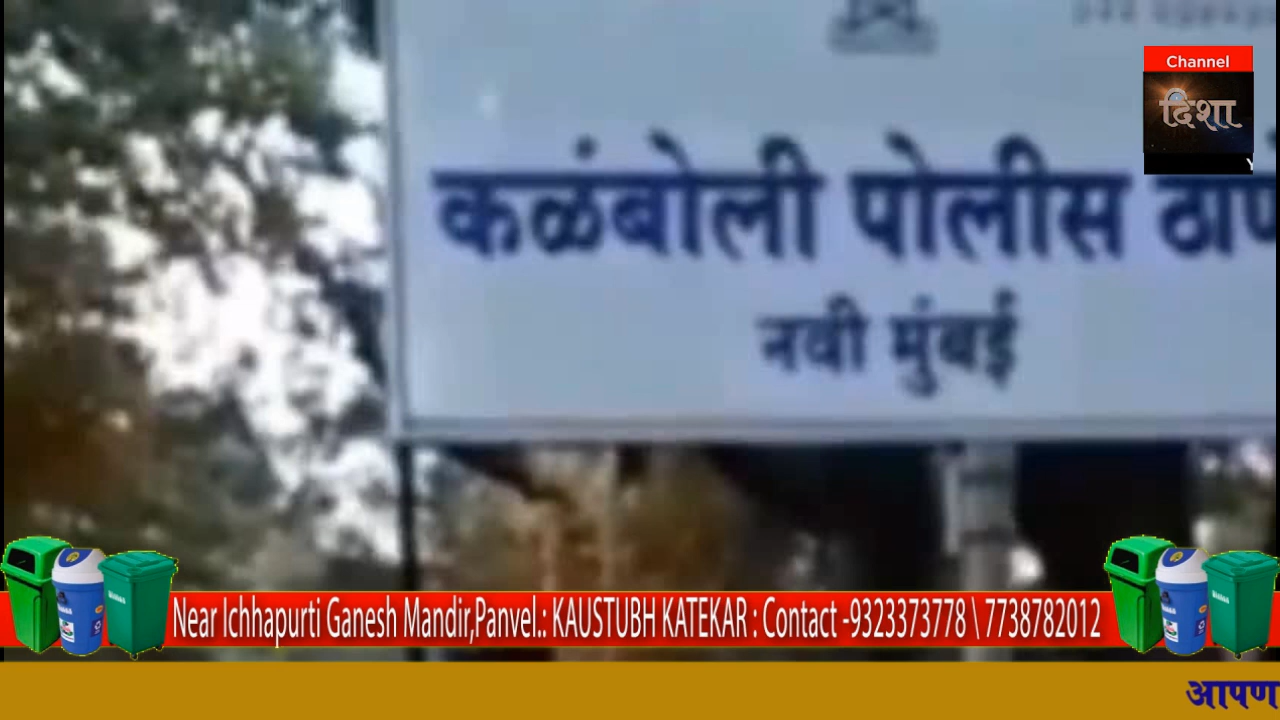 Channel
दिशा
कळंबोली पोलीस ठाणे
नवी मुंबई
Near Ichhapurti Ganesh Mandir,Panvel.: KAUSTUBH KATEKAR : Contact -9323373778 \ 7738782012
आपण